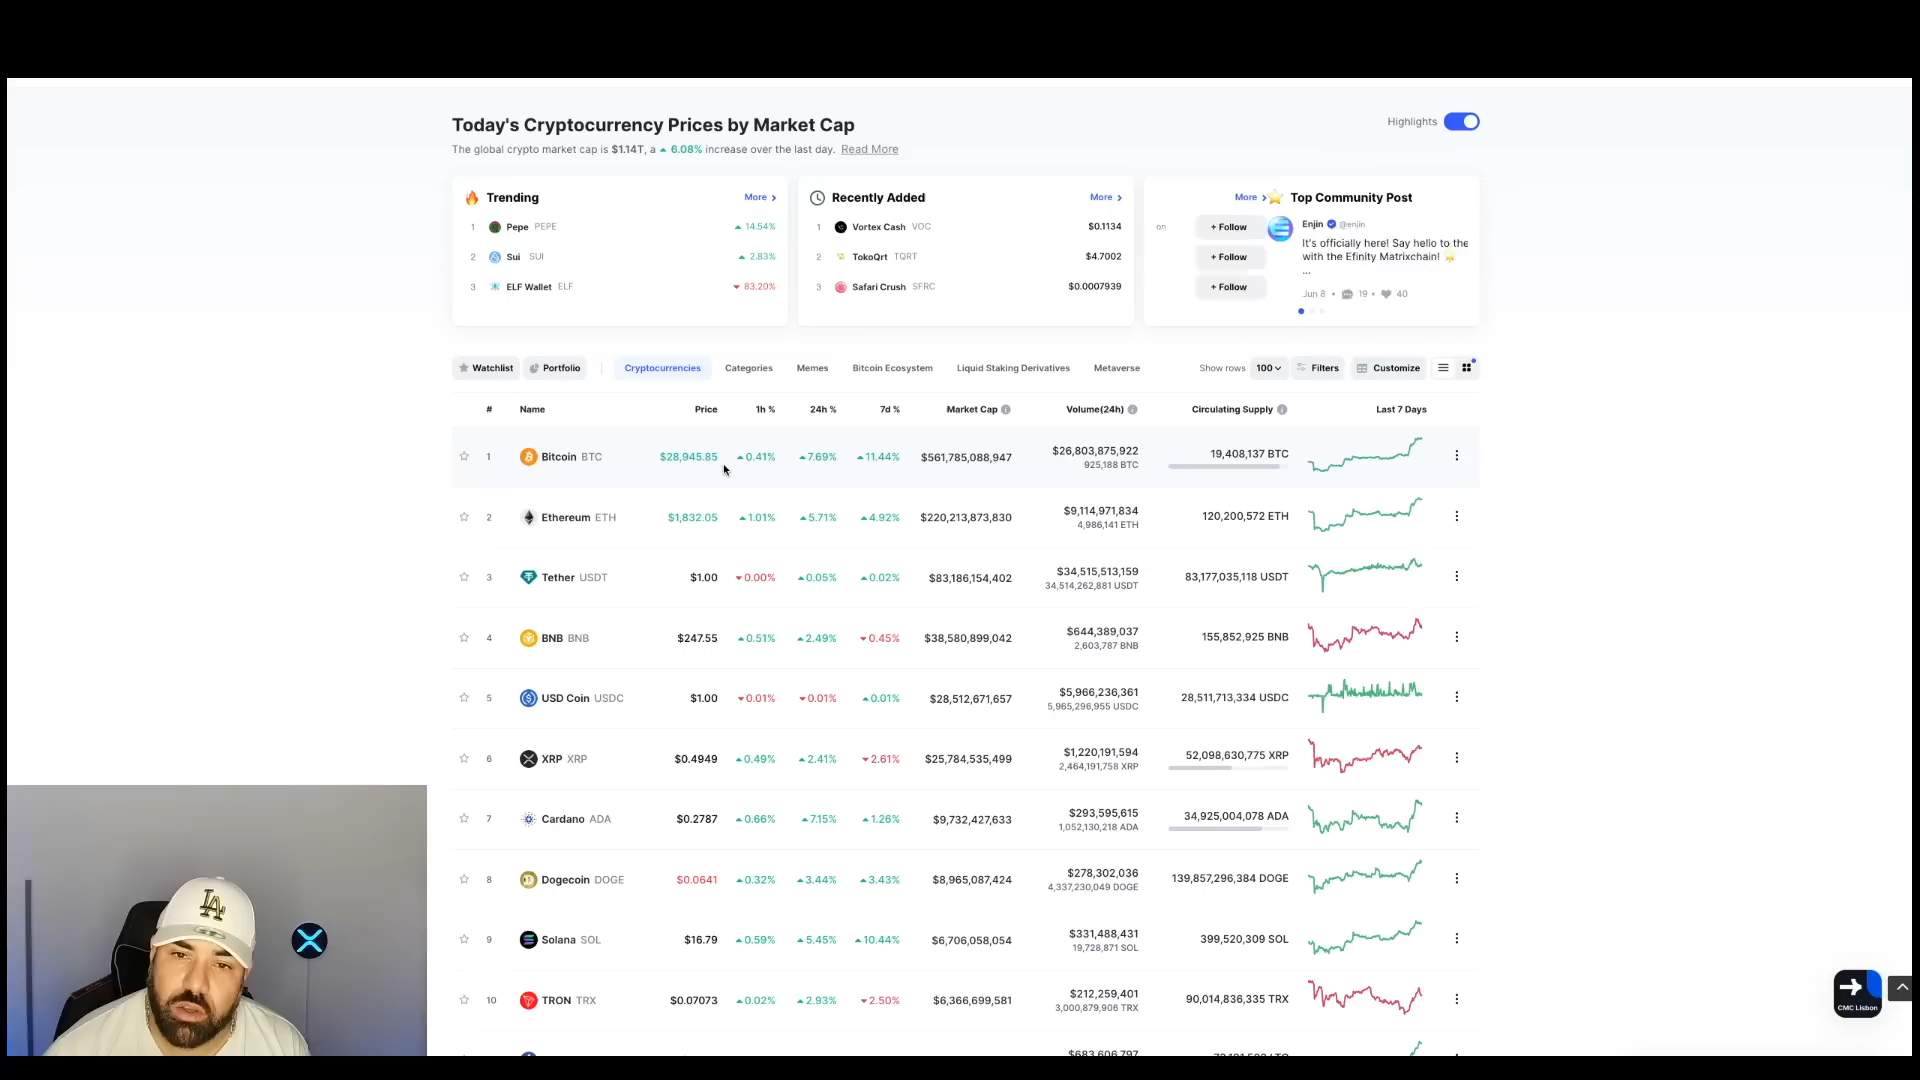 Today's Cryptocurrency Prices by Market Cap
Highlights
The global crypto market cap is $1.14T, a 6.08% increase over the last day. Read More
Trending
More
1 Pepe PEPE 14.54%
2 Sui SUI 2.83%
3 ELF Wallet ELF 83.20%
Recently Added
More
1 Vortex Cash VOC $0.1134
2 TokoQrt TQRT $4.7002
3 Safari Crush SFRC $0.0007939
More
on
+ Follow
+ Follow
+ Follow
Top Community Post
Enjin @enjin
It's officially here! Say hello to the
with the Efinity Matrixchain!
...
Jun 8 • 19 • 40
Watchlist Portfolio Cryptocurrencies Categories Memes Bitcoin Ecosystem Liquid Staking Derivatives Metaverse Show rows 100 Filters Customize
# Name Price 1h % 24h % 7d % Market Cap Volume(24h) Circulating Supply Last 7 Days
1 Bitcoin BTC $28,945.85 0.41% 7.69% 11.44% $561,785,088,947 $26,803,875,922 19,408,137 BTC
925,188 BTC
2 Ethereum ETH $1,832.05 1.01% 5.71% 4.92% $220,213,873,830 $9,114,971,834 120,200,572 ETH
4,986,141 ETH
3 Tether USDT $1.00 0.00% 0.05% 0.02% $83,186,154,402 $34,515,513,159 83,177,035,118 USDT
34,514,262,881 USDT
4 BNB BNB $247.55 0.51% 2.49% 0.45% $38,580,899,042 $644,389,037 155,852,925 BNB
2,603,787 BNB
5 USD Coin USDC $1.00 0.01% 0.01% 0.01% $28,512,671,657 $5,966,236,361 28,511,713,334 USDC
5,965,296,955 USDC
6 XRP XRP $0.4949 0.49% 2.41% 2.61% $25,784,535,499 $1,220,191,594 52,098,630,775 XRP
2,464,191,758 XRP
7 Cardano ADA $0.2787 0.66% 7.15% 1.26% $9,732,427,633 $293,595,615 34,925,004,078 ADA
1,052,130,218 ADA
8 Dogecoin DOGE $0.0641 0.32% 3.44% 3.43% $8,965,087,424 $278,302,036 139,857,296,384 DOGE
4,337,230,049 DOGE
9 Solana SOL $16.79 0.59% 5.45% 10.44% $6,706,058,054 $331,488,431 399,520,309 SOL
19,728,871 SOL
10 TRON TRX $0.07073 0.02% 2.93% 2.50% $6,366,699,581 $212,259,401 90,014,836,335 TRX
3,000,879,906 TRX
CMC Lisbon
LA